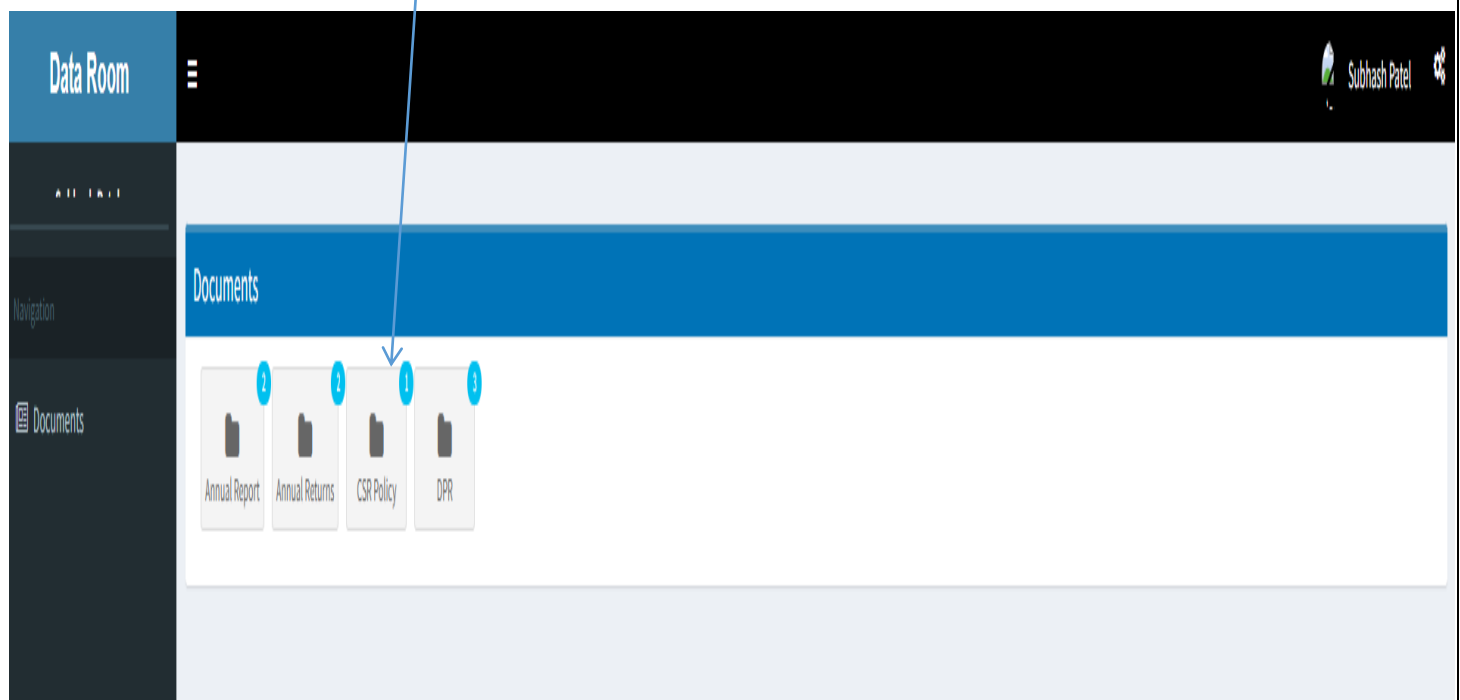 Data Room
Subhash Patel
Navigation
Documents
Documents
2 2 1 3
Annual Report Annual Returns CSR Policy DPR